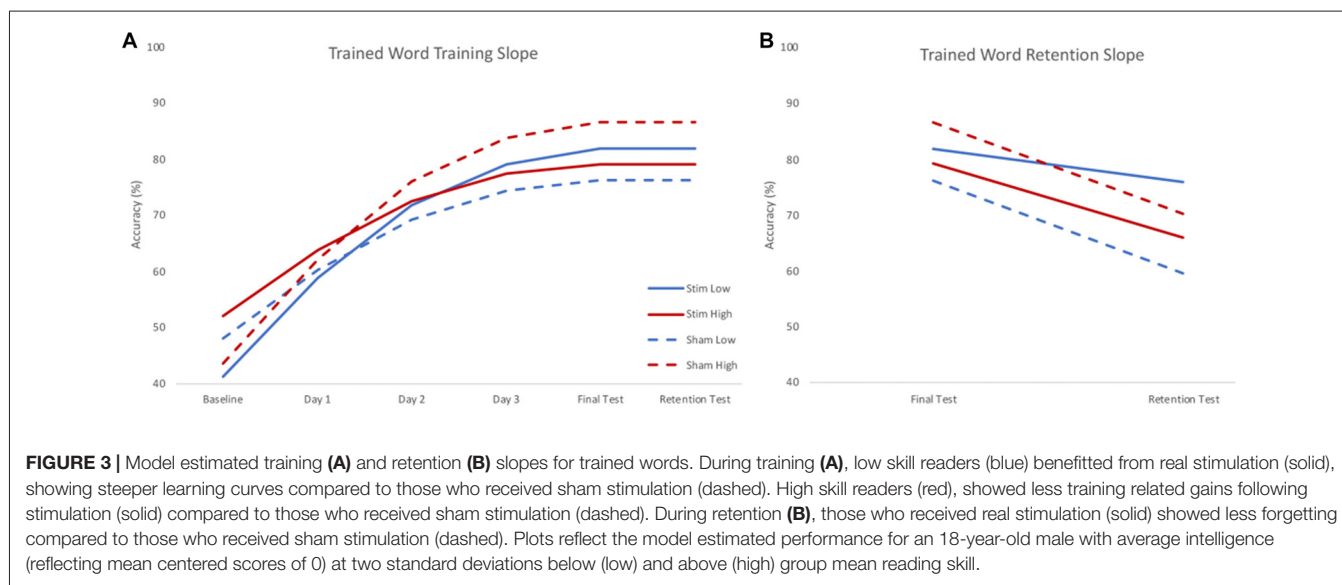 A
Trained Word Training Slope
100
90
80
70
60
50
40
Accuracy (%)
Baseline
Day 1
Day 2
Day 3
Final Test
Retention Test
Stim Low
Stim High
Sham Low
Sham High
B
Trained Word Retention Slope
100
90
80
70
60
50
40
Accuracy (%)
Final Test
Retention Test
FIGURE 3 | Model estimated training (A) and retention (B) slopes for trained words. During training (A), low skill readers (blue) benefitted from real stimulation (solid),
showing steeper learning curves compared to those who received sham stimulation (dashed). High skill readers (red), showed less training related gains following
stimulation (solid) compared to those who received sham stimulation (dashed). During retention (B), those who received real stimulation (solid) showed less forgetting
compared to those who received sham stimulation (dashed). Plots reflect the model estimated performance for an 18-year-old male with average intelligence
(reflecting mean centered scores of 0) at two standard deviations below (low) and above (high) group mean reading skill.